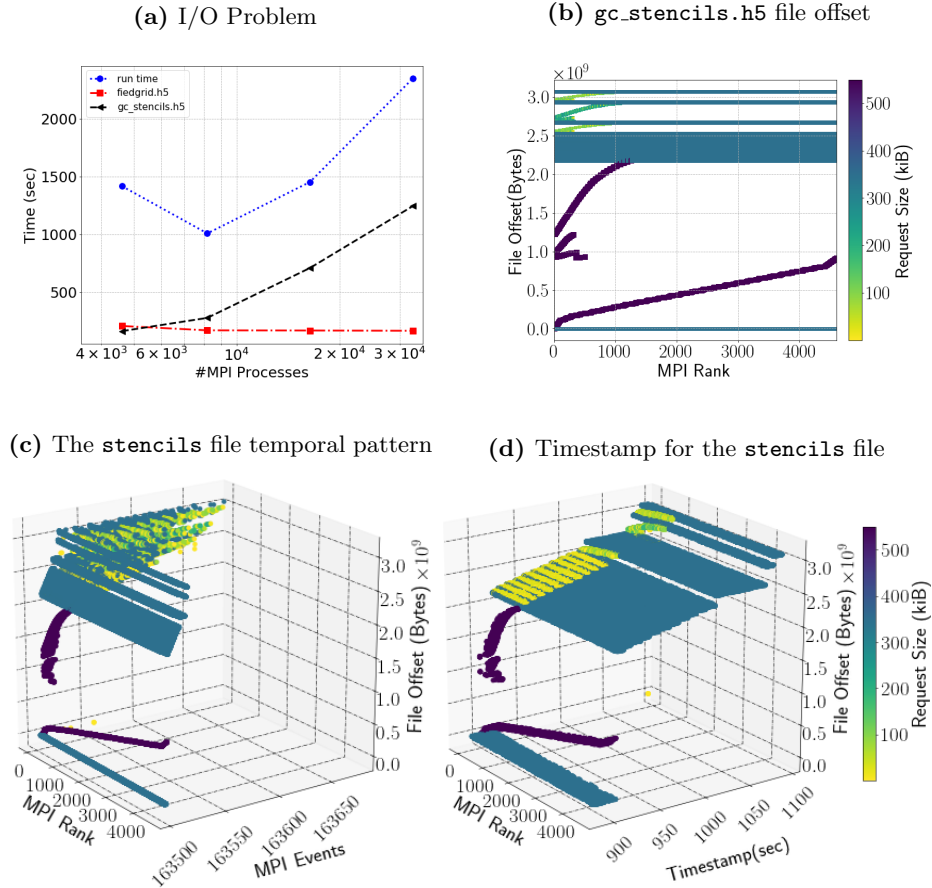 (a) I/O Problem
run time
fiedgrid.h5
gc_stencils.h5
Time (sec)
2000
1500
1000
500
4 × 10³
6 × 10³
10⁴
2 × 10⁴
3 × 10⁴
#MPI Processes
(b) gc_stencils.h5 file offset
×10⁹
3.0
2.5
2.0
1.5
1.0
0.5
0.0
File Offset(Bytes)
0
1000
2000
3000
4000
MPI Rank
500
400
300
200
100
Request Size (kiB)
(c) The stencils file temporal pattern
3.0
2.5
2.0
1.5
1.0
0.5
0.0
File Offset (Bytes) ×10⁹
0
1000
2000
3000
4000
MPI Rank
163500
163550
163600
163650
MPI Events
(d) Timestamp for the stencils file
3.0
2.5
2.0
1.5
1.0
0.5
0.0
File Offset (Bytes) ×10⁹
0
1000
2000
3000
4000
MPI Rank
900
950
1000
1050
1100
Timestamp(sec)
500
400
300
200
100
Request Size (kiB)